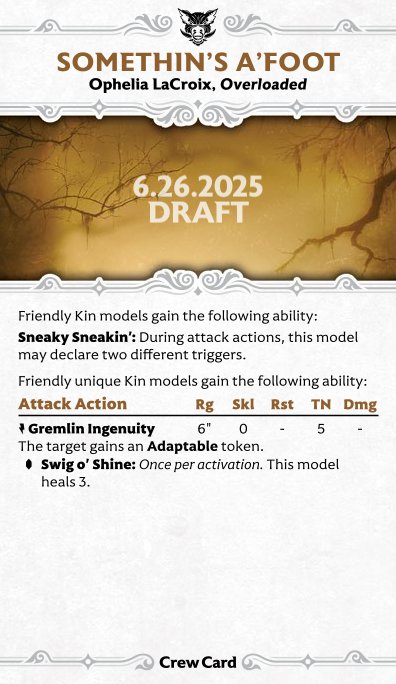 SOMETHIN'S A'FOOT
Ophelia LaCroix, Overloaded
6.26.2025
DRAFT
Friendly Kin models gain the following ability:
Sneaky Sneakin': During attack actions, this model
may declare two different triggers.
Friendly unique Kin models gain the following ability:
Attack Action Rg Skl Rst TN Dmg
Gremlin Ingenuity 6" 0 - 5 -
The target gains an Adaptable token.
Swig o' Shine: Once per activation. This model
heals 3.
Crew Card